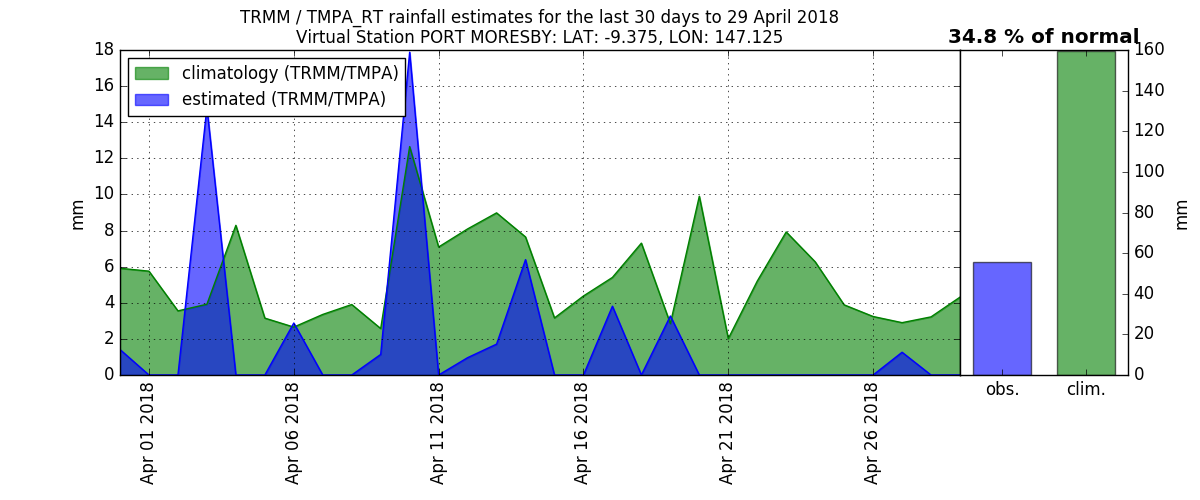 TRMM / TMPA_RT rainfall estimates for the last 30 days to 29 April 2018
Virtual Station PORT MORESBY: LAT: -9.375, LON: 147.125
34.8 % of normal
climatology (TRMM/TMPA)
estimated (TRMM/TMPA)
18
16
14
12
10
8
6
4
2
0
mm
Apr 01 2018
Apr 06 2018
Apr 11 2018
Apr 16 2018
Apr 21 2018
Apr 26 2018
obs.
clim.
160
140
120
100
80
60
40
20
0
mm